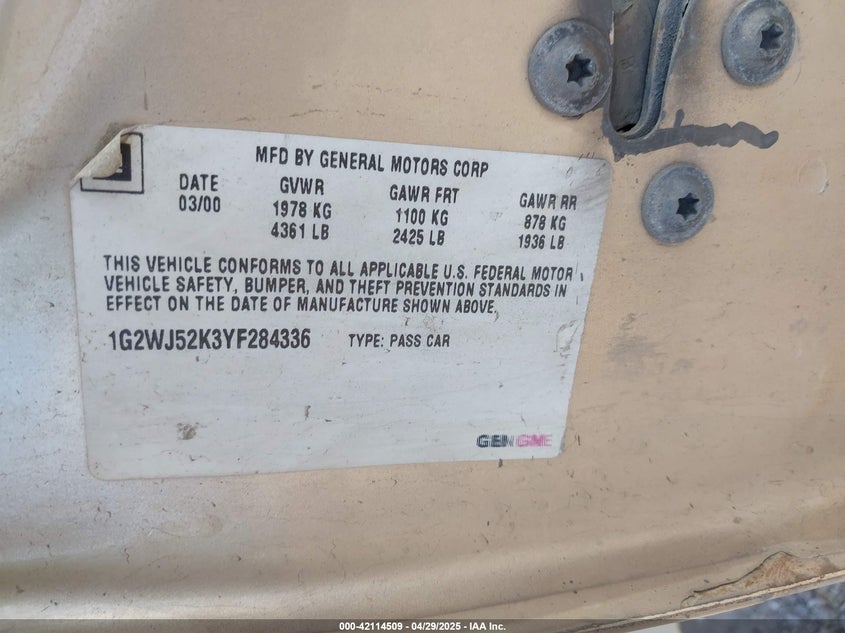 MFD BY GENERAL MOTORS CORP
DATE GVWR GAWR FRT GAWR RR
03/00 1978 KG 1100 KG 878 KG
4361 LB 2425 LB 1936 LB
THIS VEHICLE CONFORMS TO ALL APPLICABLE U.S. FEDERAL MOTOR
VEHICLE SAFETY, BUMPER, AND THEFT PREVENTION STANDARDS IN
EFFECT ON THE DATE OF MANUFACTURE SHOWN ABOVE.
1G2WJ52K3YF284336 TYPE: PASS CAR
000-42114509 - 04/29/2025 - IAA Inc.